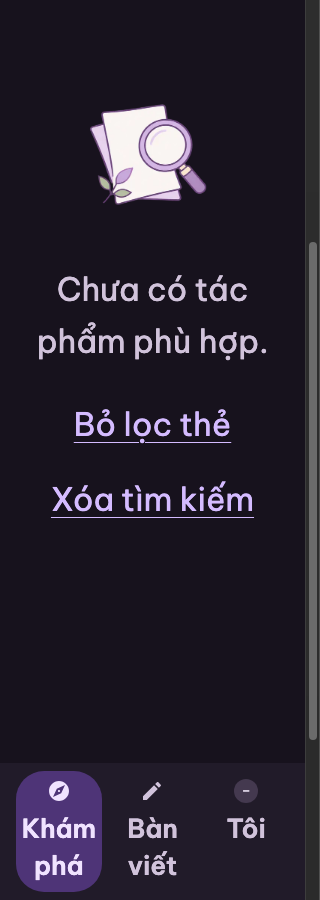 Chưa có tác
phẩm phù hợp.
Bỏ lọc thẻ
Xóa tìm kiếm
Khám
phá
Bàn
viết
Tôi